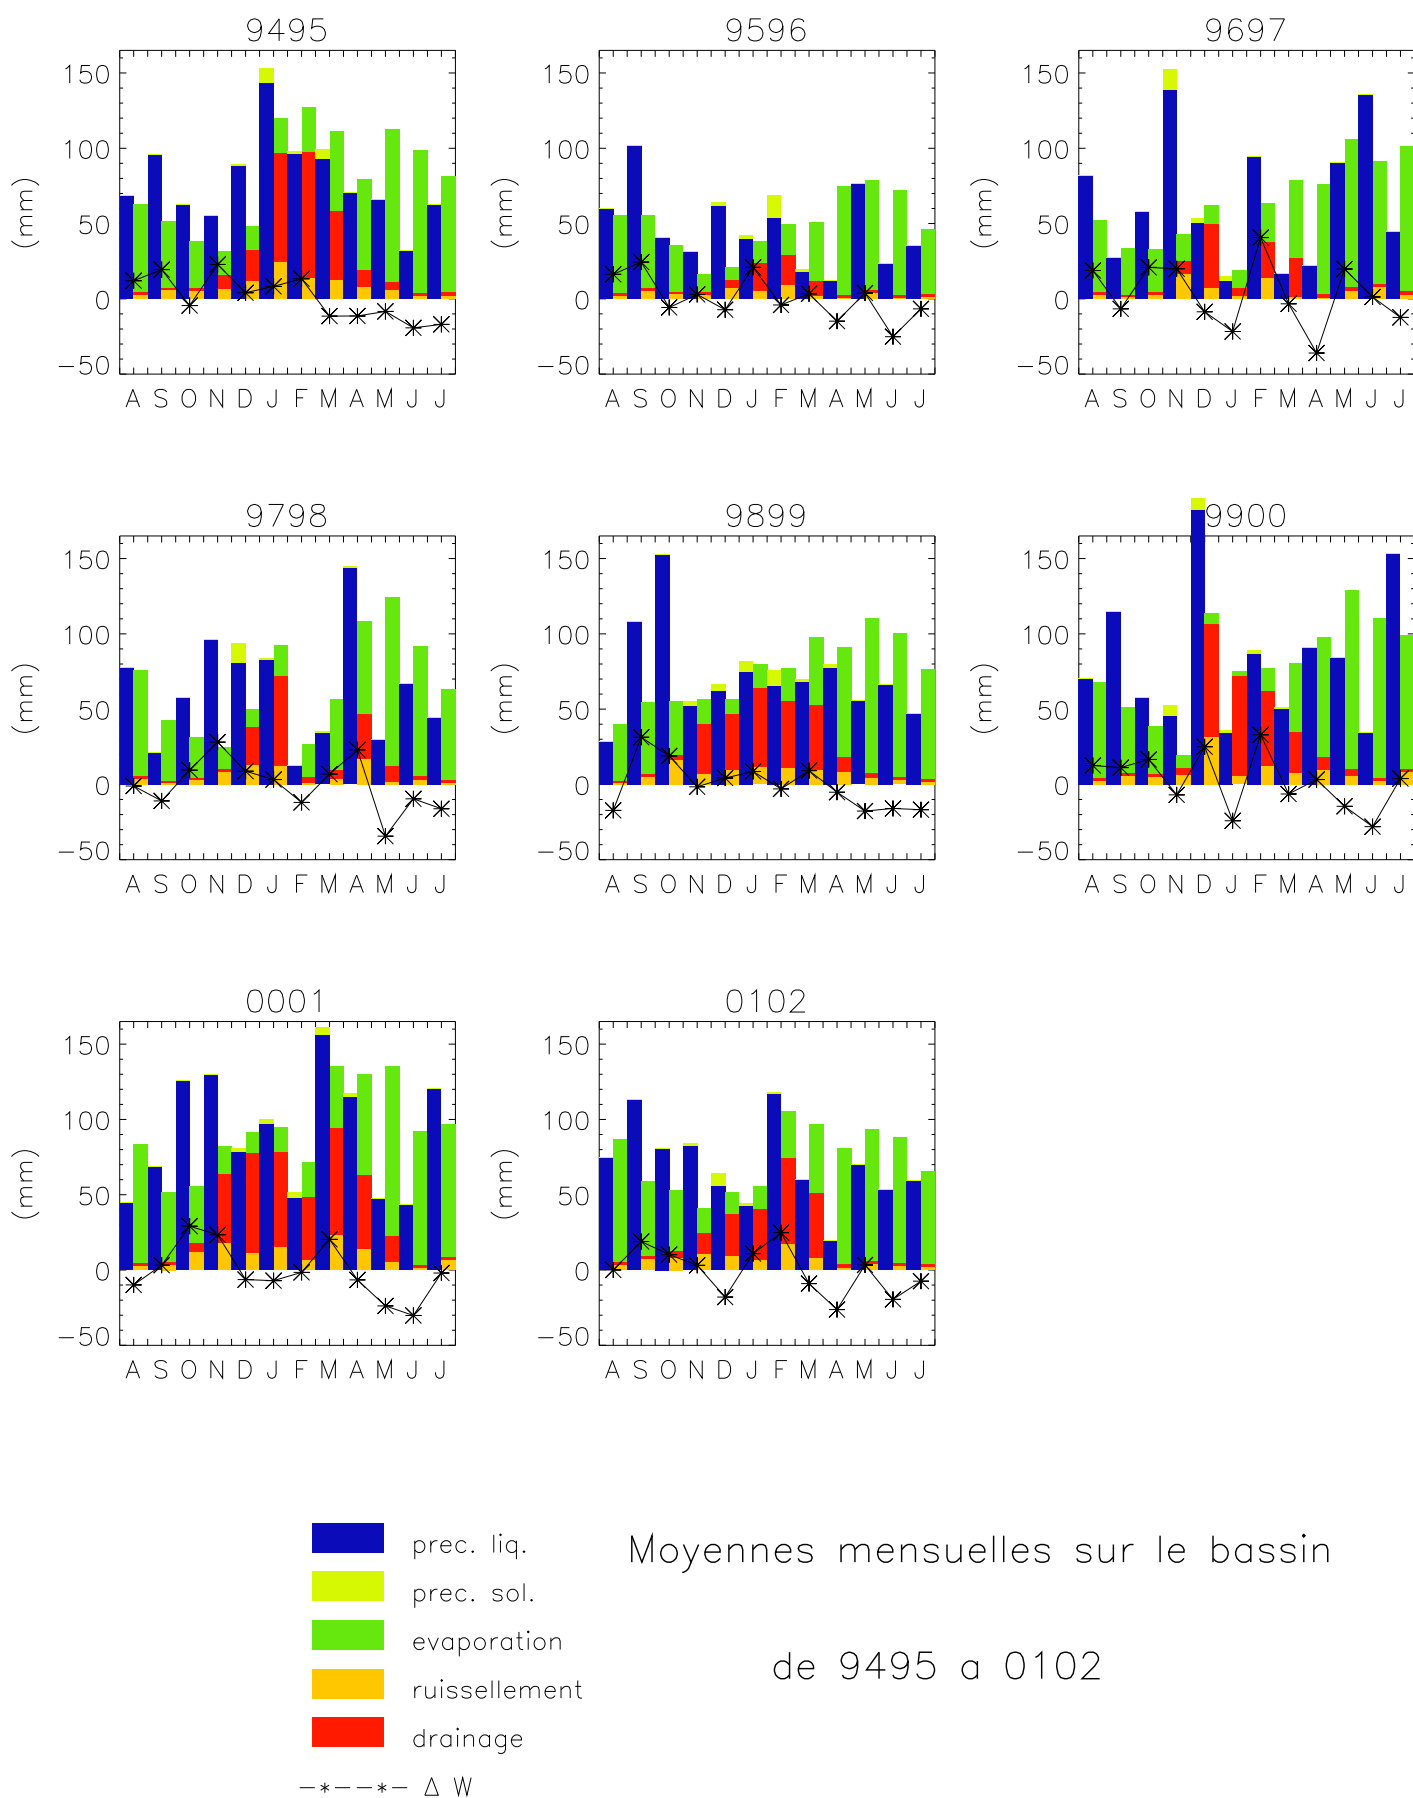 9495
9596
9697
150
100
50
0
−50
(mm)
A S O N D J F M A M J J
150
100
50
0
−50
(mm)
A S O N D J F M A M J J
150
100
50
0
−50
(mm)
A S O N D J F M A M J J
9798
9899
9900
150
100
50
0
−50
(mm)
A S O N D J F M A M J J
150
100
50
0
−50
(mm)
A S O N D J F M A M J J
150
100
50
0
−50
(mm)
A S O N D J F M A M J J
0001
0102
150
100
50
0
−50
(mm)
A S O N D J F M A M J J
150
100
50
0
−50
(mm)
A S O N D J F M A M J J
prec. liq.
prec. sol.
evaporation
ruissellement
drainage
Δ W
Moyennes mensuelles sur le bassin
de 9495 a 0102